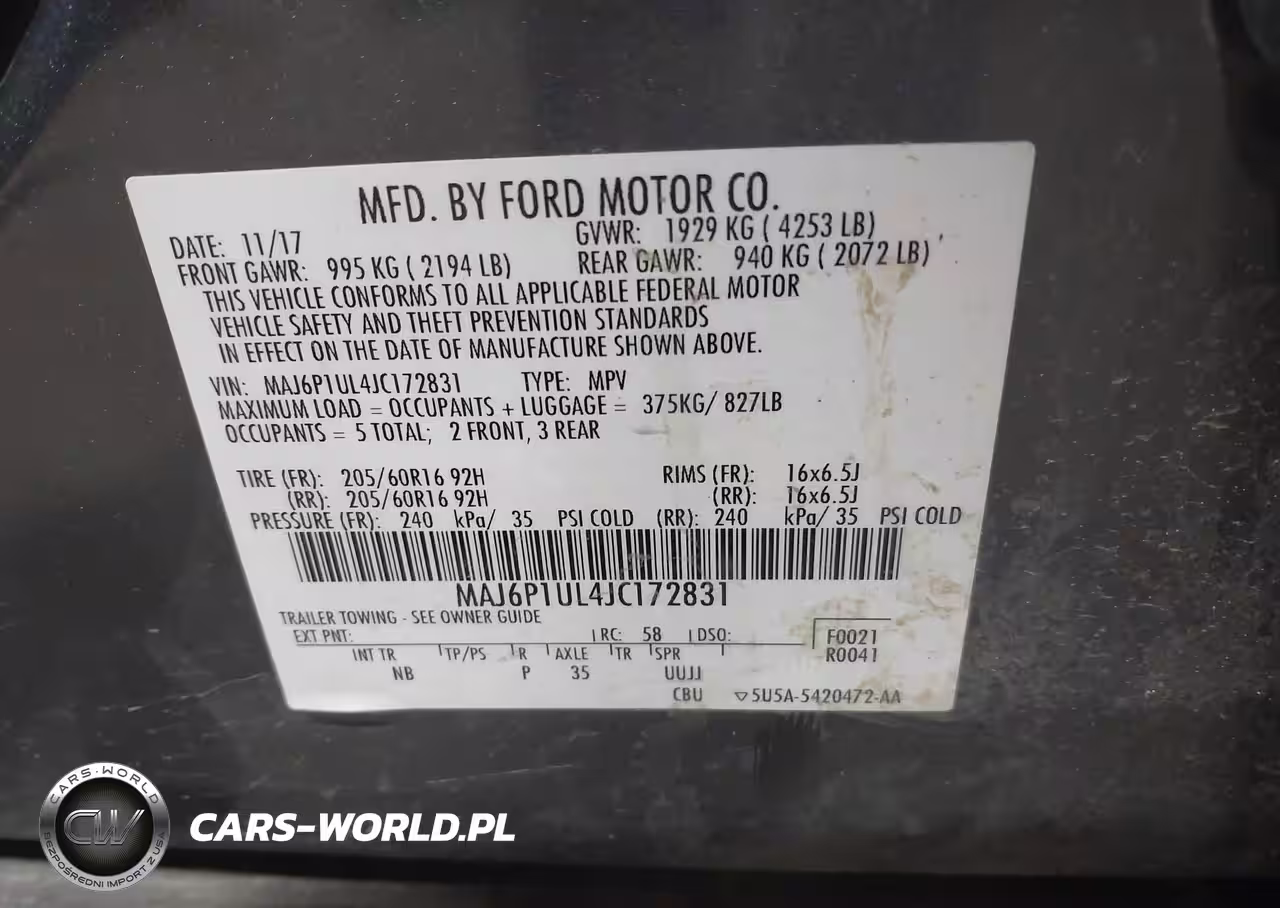 MFD. BY FORD MOTOR CO.
DATE: 11/17 GVWR: 1929 KG ( 4253 LB)
FRONT GAWR: 995 KG ( 2194 LB) REAR GAWR: 940 KG ( 2072 LB)
THIS VEHICLE CONFORMS TO ALL APPLICABLE FEDERAL MOTOR
VEHICLE SAFETY AND THEFT PREVENTION STANDARDS
IN EFFECT ON THE DATE OF MANUFACTURE SHOWN ABOVE.
VIN: MAJ6P1UL4JC172831 TYPE: MPV
MAXIMUM LOAD = OCCUPANTS + LUGGAGE = 375KG/ 827LB
OCCUPANTS = 5 TOTAL; 2 FRONT, 3 REAR
TIRE (FR): 205/60R16 92H RIMS (FR): 16x6.5J
(RR): 205/60R16 92H (RR): 16x6.5J
PRESSURE (FR): 240 kPa/ 35 PSI COLD (RR): 240 kPa/ 35 PSI COLD
MAJ6P1UL4JC172831
TRAILER TOWING - SEE OWNER GUIDE
EXT PNT: RC: 58 DSO: F0021
INT TR TP/PS R AXLE TR SPR R0041
NB P 35 UUJJ
CBU ▽5U5A-5420472-AA
CARS-WORLD
CW
BEZPOŚREDNI IMPORT Z USA
CARS-WORLD.PL